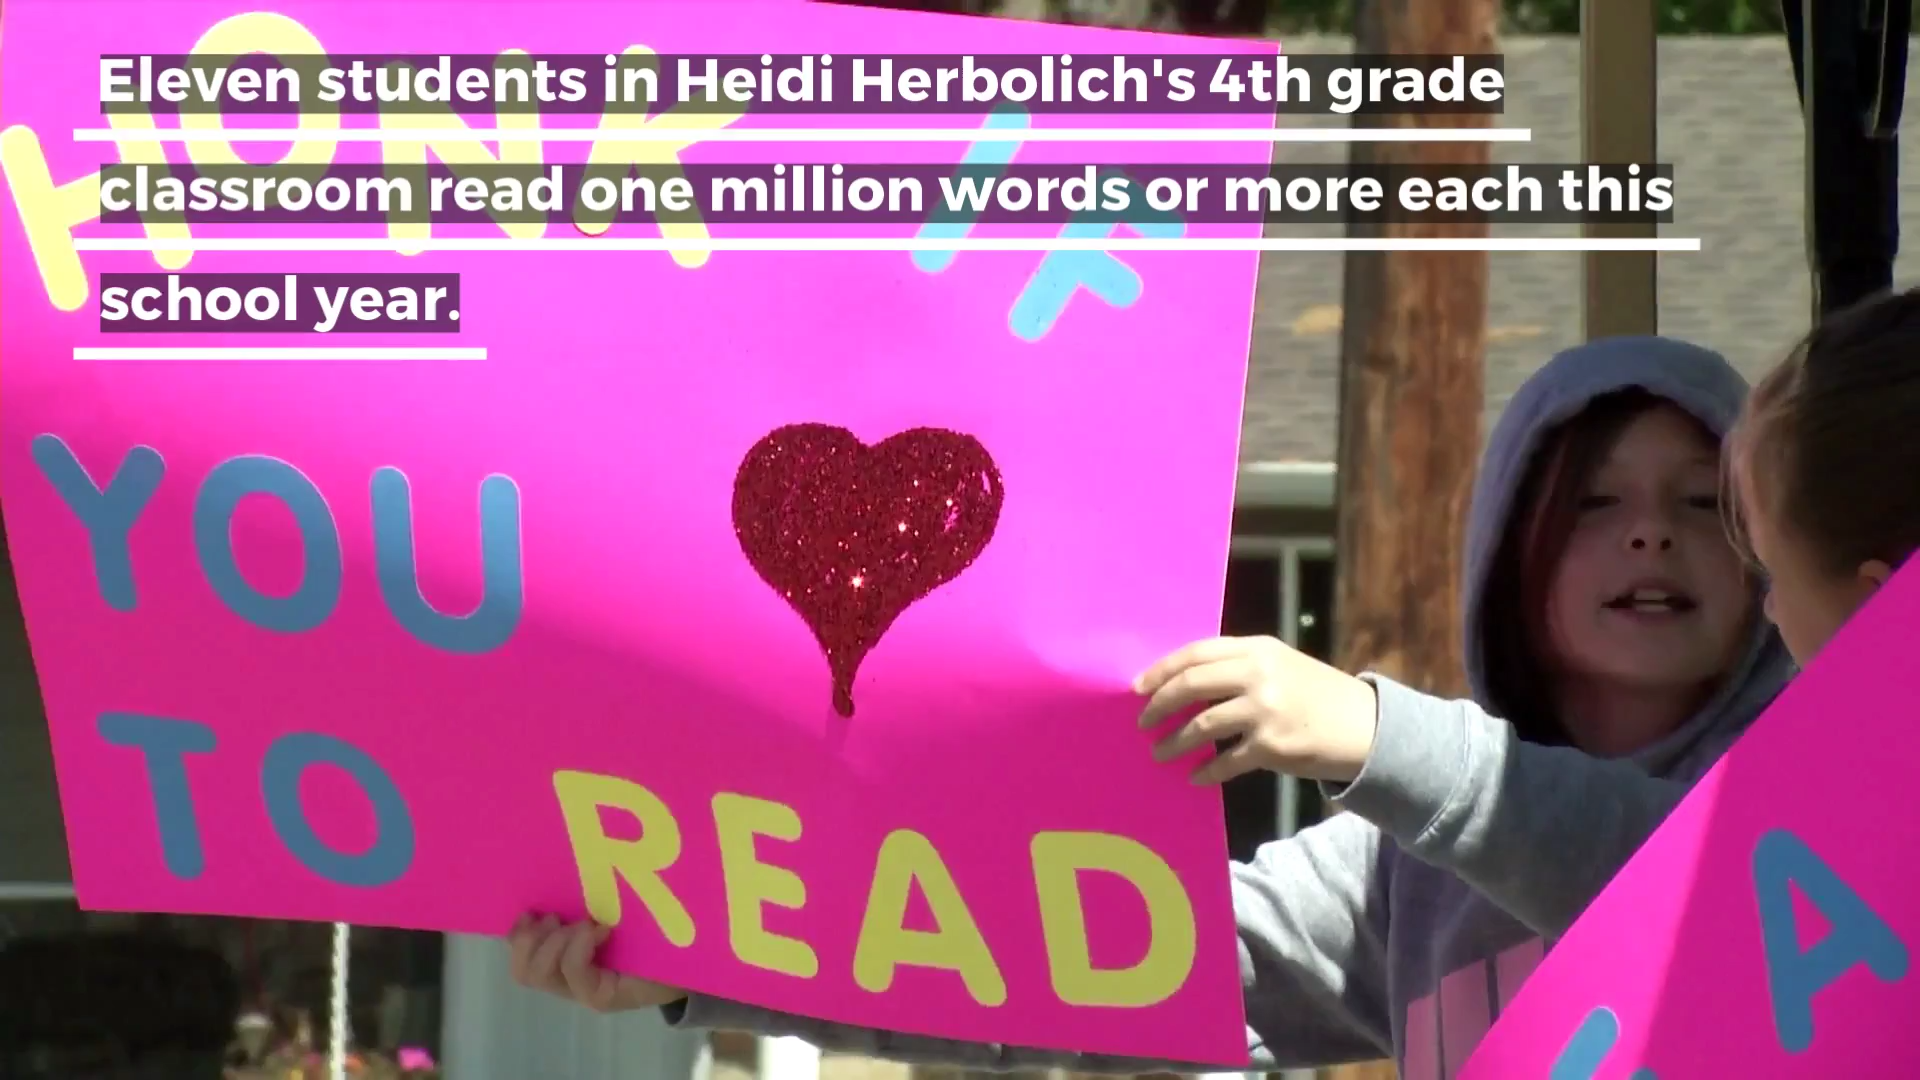 Eleven students in Heidi Herbolich's 4th grade
classroom read one million words or more each this
school year.
HONK IF
YOU
TO READ
A